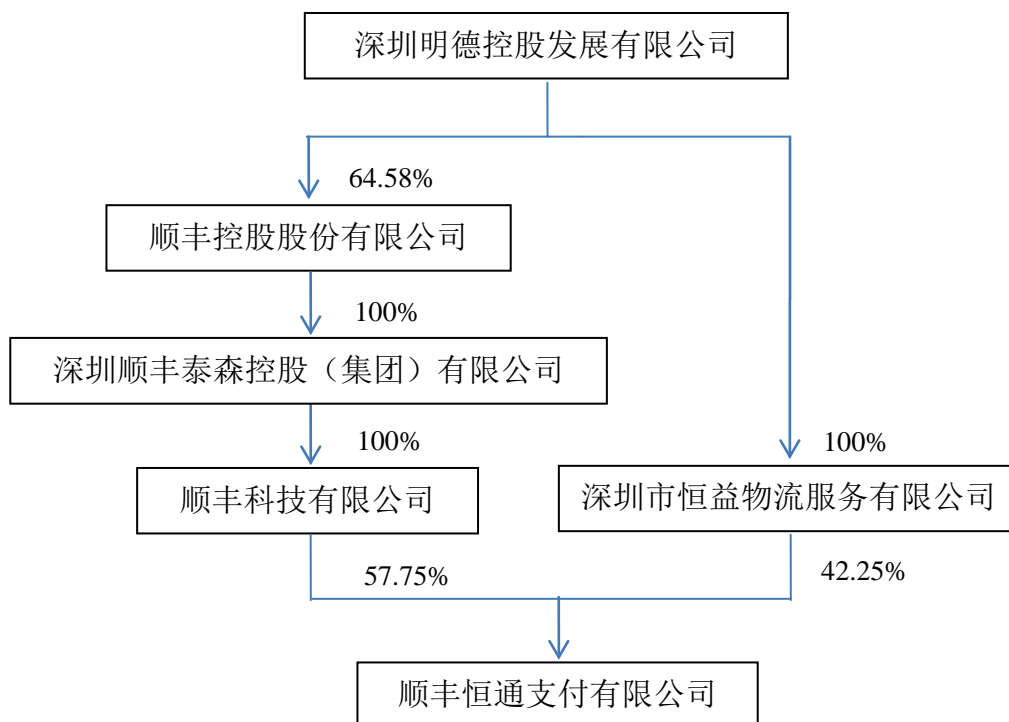 深圳明德控股发展有限公司
64.58%
顺丰控股股份有限公司
100%
深圳顺丰泰森控股（集团）有限公司
100%
100%
顺丰科技有限公司
深圳市恒益物流服务有限公司
57.75%
42.25%
顺丰恒通支付有限公司